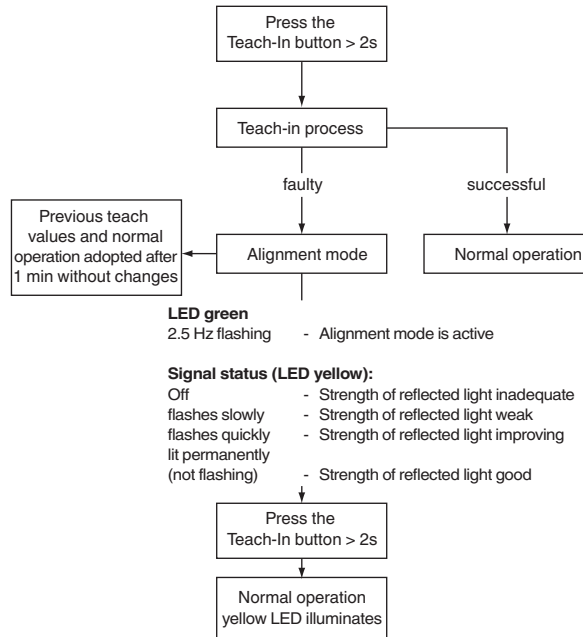 Press the
Teach-In button > 2s
Teach-in process
faulty
successful
Previous teach
values and normal
operation adopted after
1 min without changes
Alignment mode
Normal operation
LED green
2.5 Hz flashing - Alignment mode is active
Signal status (LED yellow):
Off - Strength of reflected light inadequate
flashes slowly - Strength of reflected light weak
flashes quickly - Strength of reflected light improving
lit permanently
(not flashing) - Strength of reflected light good
Press the
Teach-In button > 2s
Normal operation
yellow LED illuminates